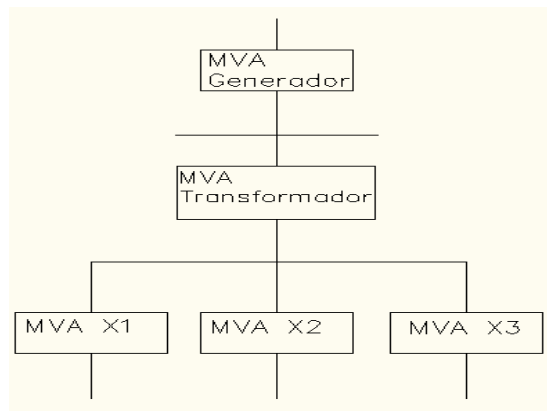 MVA
Generador
MVA
Transformador
MVA X1
MVA X2
MVA X3